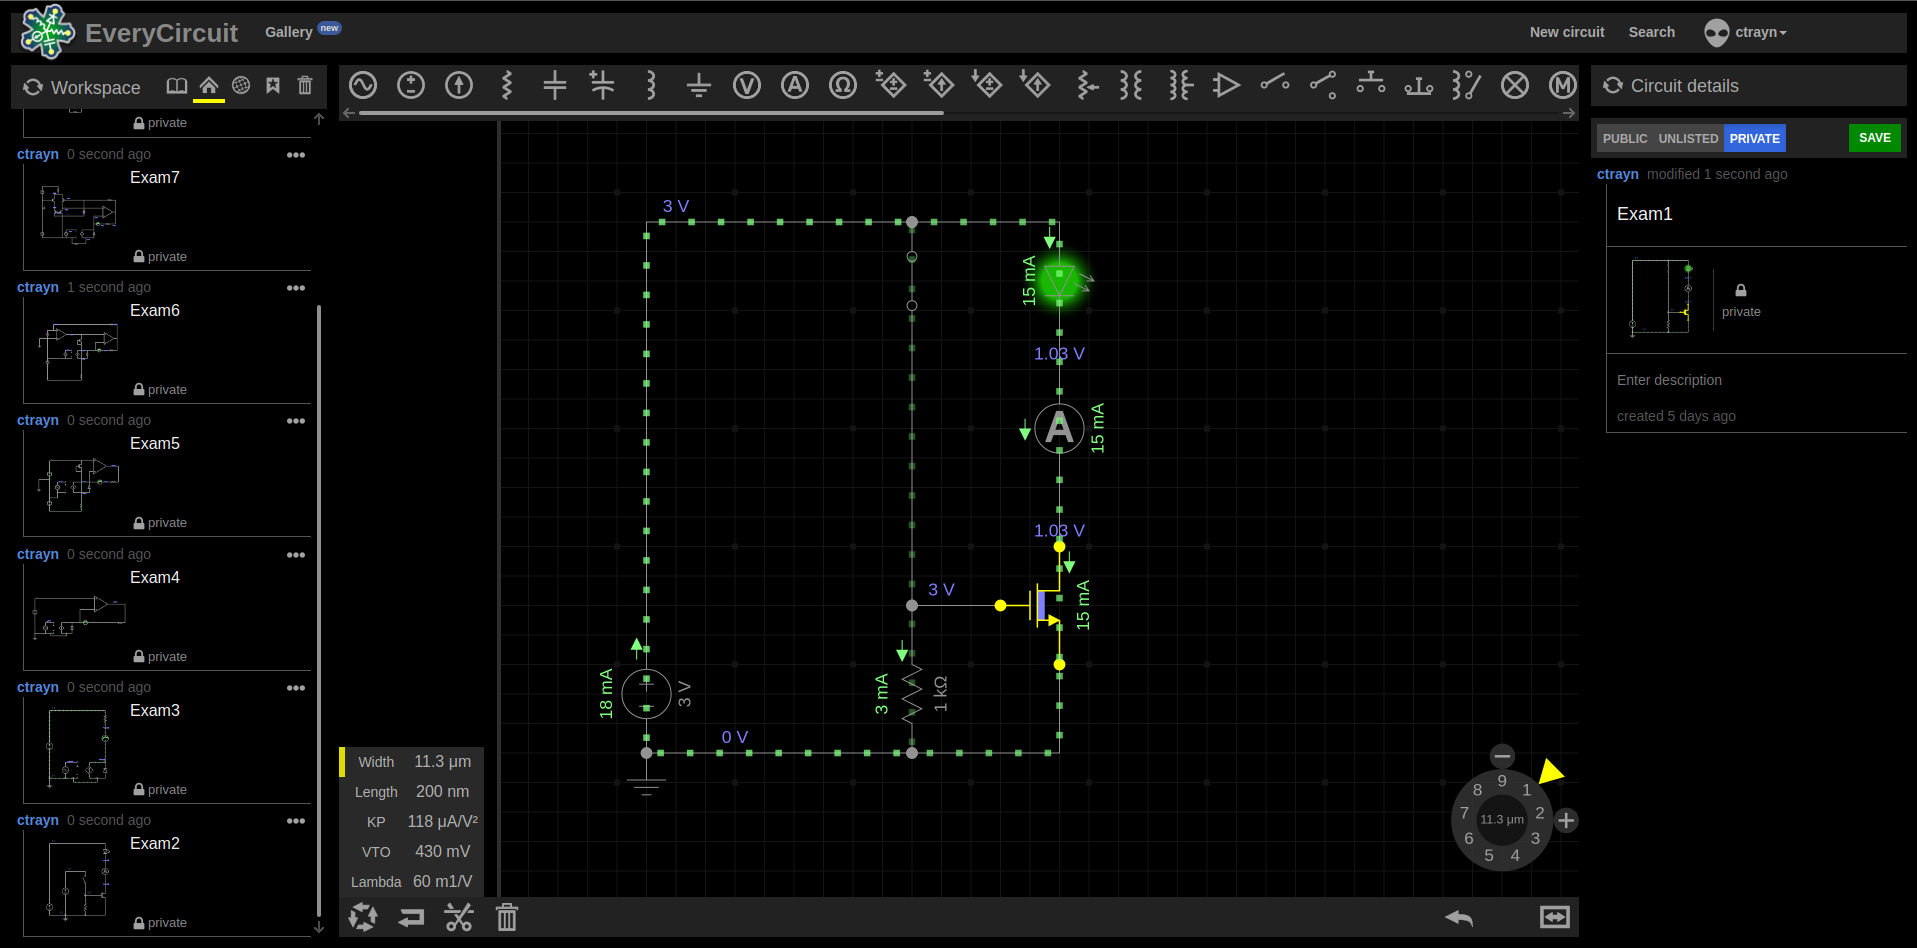 EveryCircuit
Gallery new
New circuit Search ctrayn
Workspace
private
ctrayn 0 second ago
Exam7
private
ctrayn 1 second ago
Exam6
private
ctrayn 0 second ago
Exam5
private
ctrayn 0 second ago
Exam4
private
ctrayn 0 second ago
Exam3
private
ctrayn 0 second ago
Exam2
private
V A Ω M
3 V
15 mA
1.03 V
A
15 mA
1.03 V
3 V
15 mA
18 mA
3 V
3 mA
1 kΩ
0 V
Width 11.3 μm
Length 200 nm
KP 118 μA/V²
VTO 430 mV
Lambda 60 m1/V
9
8 1
7 11.3 μm 2
6 3
5 4
Circuit details
PUBLIC UNLISTED PRIVATE SAVE
ctrayn modified 1 second ago
Exam1
private
Enter description
created 5 days ago